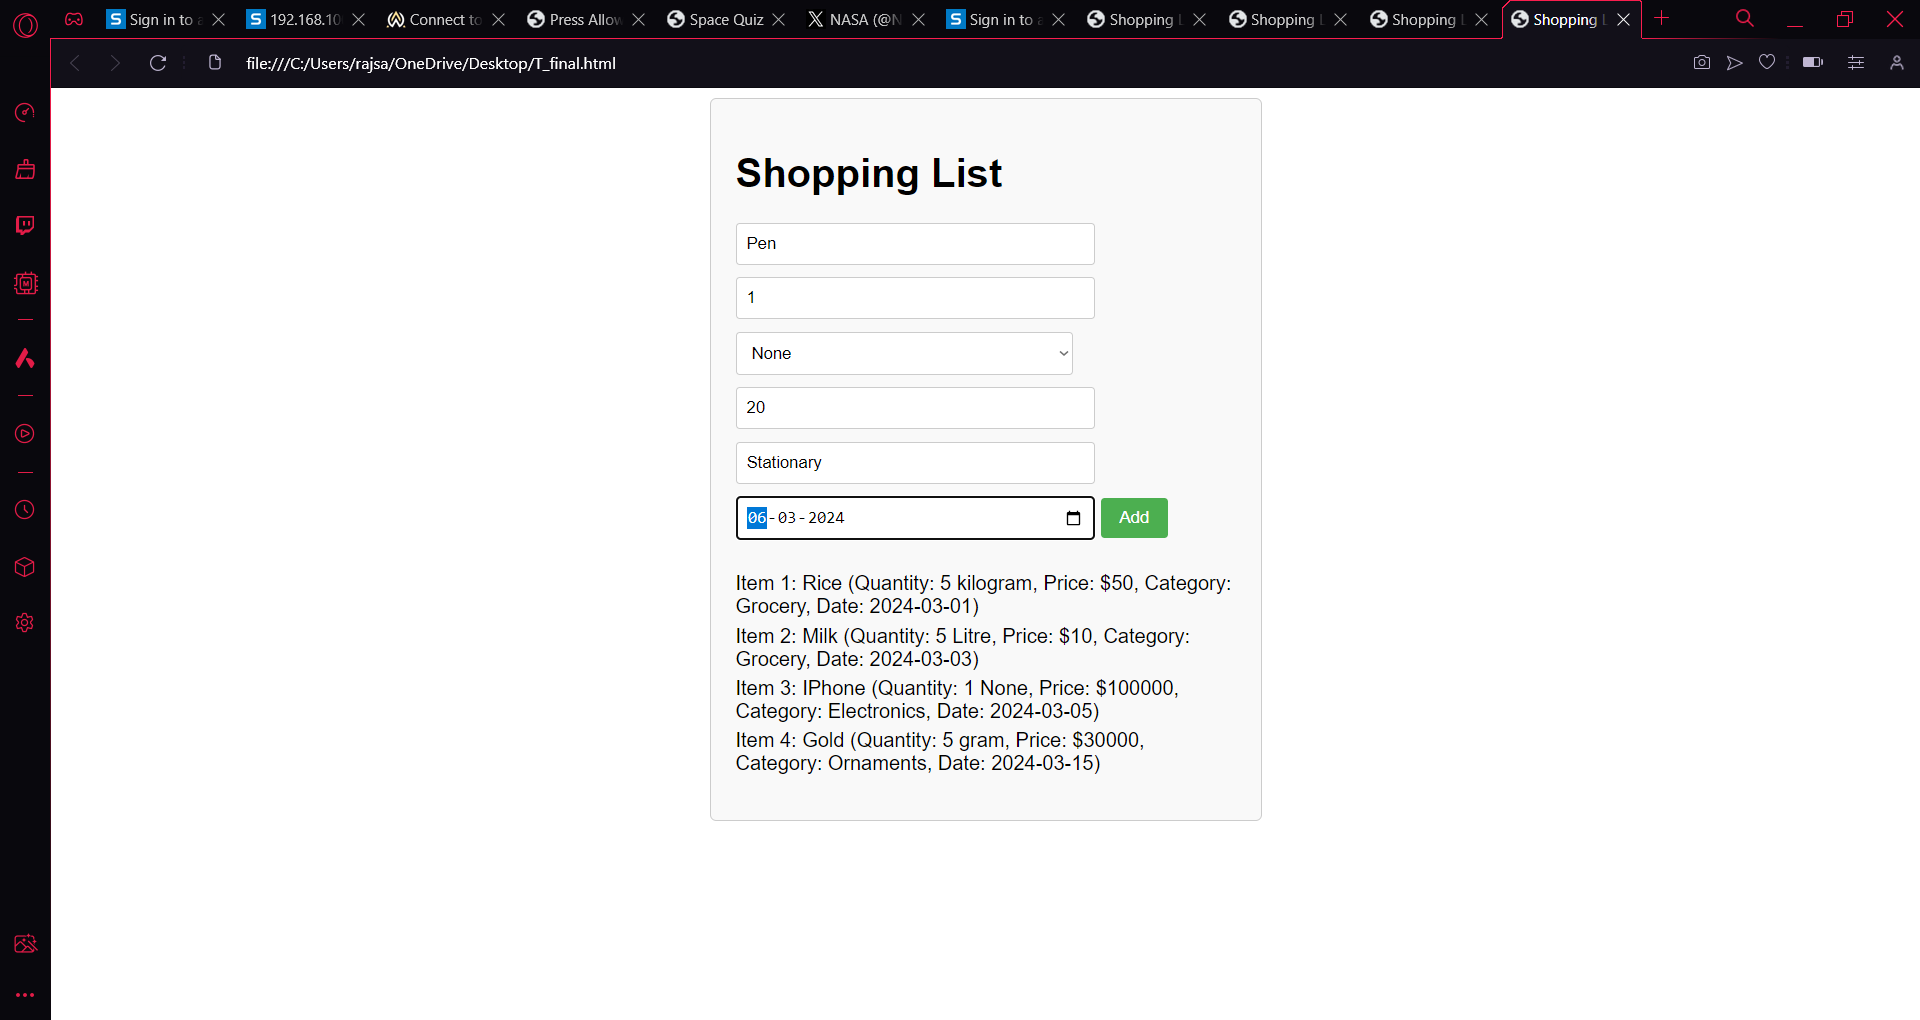 Sign in to a
192.168.10
Connect to
Press Allow
Space Quiz
NASA (@N
Sign in to a
Shopping L
Shopping L
Shopping L
Shopping L
file:///C:/Users/rajsa/OneDrive/Desktop/T_final.html
Shopping List
Pen
1
None
20
Stationary
06-03-2024
Add
Item 1: Rice (Quantity: 5 kilogram, Price: $50, Category:
Grocery, Date: 2024-03-01)
Item 2: Milk (Quantity: 5 Litre, Price: $10, Category:
Grocery, Date: 2024-03-03)
Item 3: IPhone (Quantity: 1 None, Price: $100000,
Category: Electronics, Date: 2024-03-05)
Item 4: Gold (Quantity: 5 gram, Price: $30000,
Category: Ornaments, Date: 2024-03-15)